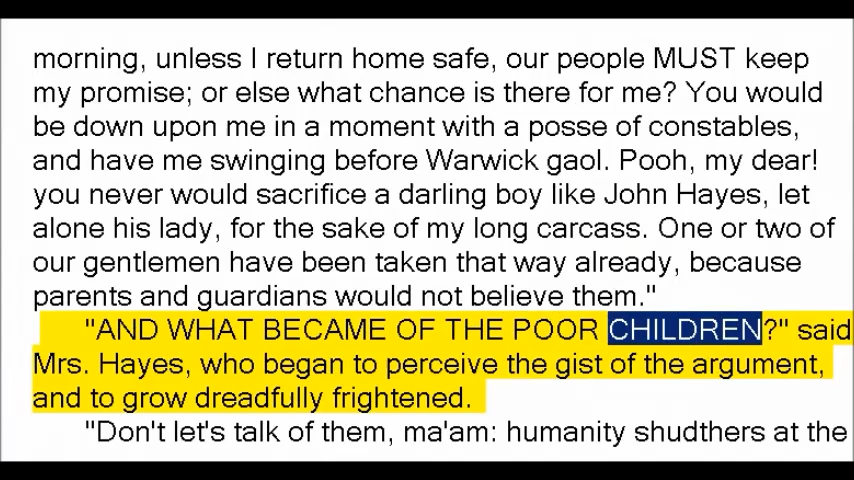 morning, unless I return home safe, our people MUST keep
my promise; or else what chance is there for me? You would
be down upon me in a moment with a posse of constables,
and have me swinging before Warwick gaol. Pooh, my dear!
you never would sacrifice a darling boy like John Hayes, let
alone his lady, for the sake of my long carcass. One or two of
our gentlemen have been taken that way already, because
parents and guardians would not believe them."
"AND WHAT BECAME OF THE POOR CHILDREN?" said
Mrs. Hayes, who began to perceive the gist of the argument,
and to grow dreadfully frightened.
"Don't let's talk of them, ma'am: humanity shudthers at the